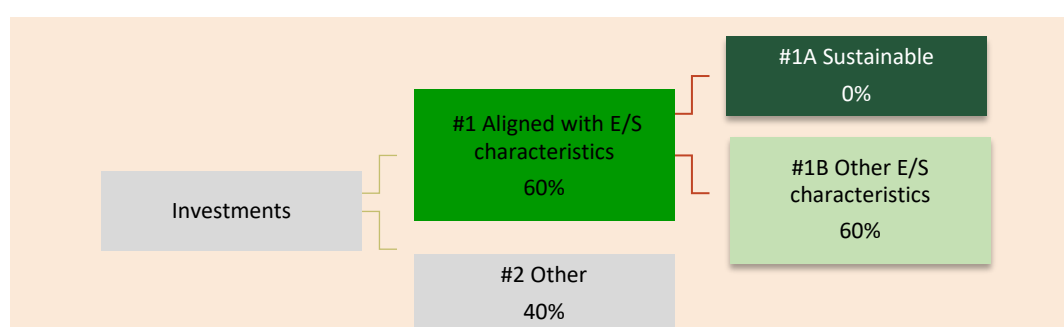 #1A Sustainable
0%
#1 Aligned with E/S
characteristics
60%
#1B Other E/S
characteristics
60%
Investments
#2 Other
40%